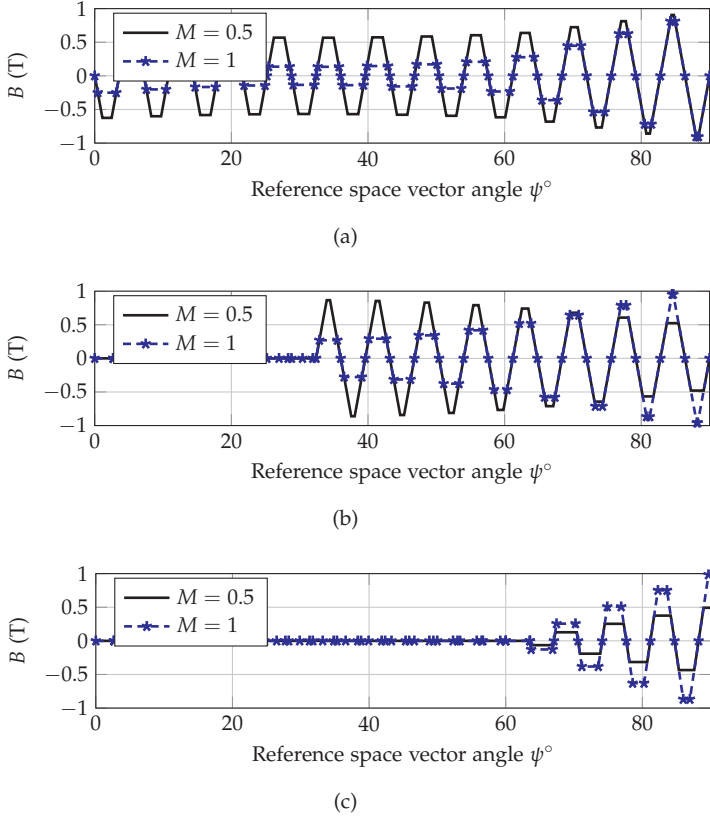 1
0.5
0
−0.5
−1
B (T)
M = 0.5
M = 1
0 20 40 60 80
Reference space vector angle ψ°
(a)
1
0.5
0
−0.5
−1
B (T)
M = 0.5
M = 1
0 20 40 60 80
Reference space vector angle ψ°
(b)
1
0.5
0
−0.5
−1
B (T)
M = 0.5
M = 1
0 20 40 60 80
Reference space vector angle ψ°
(c)